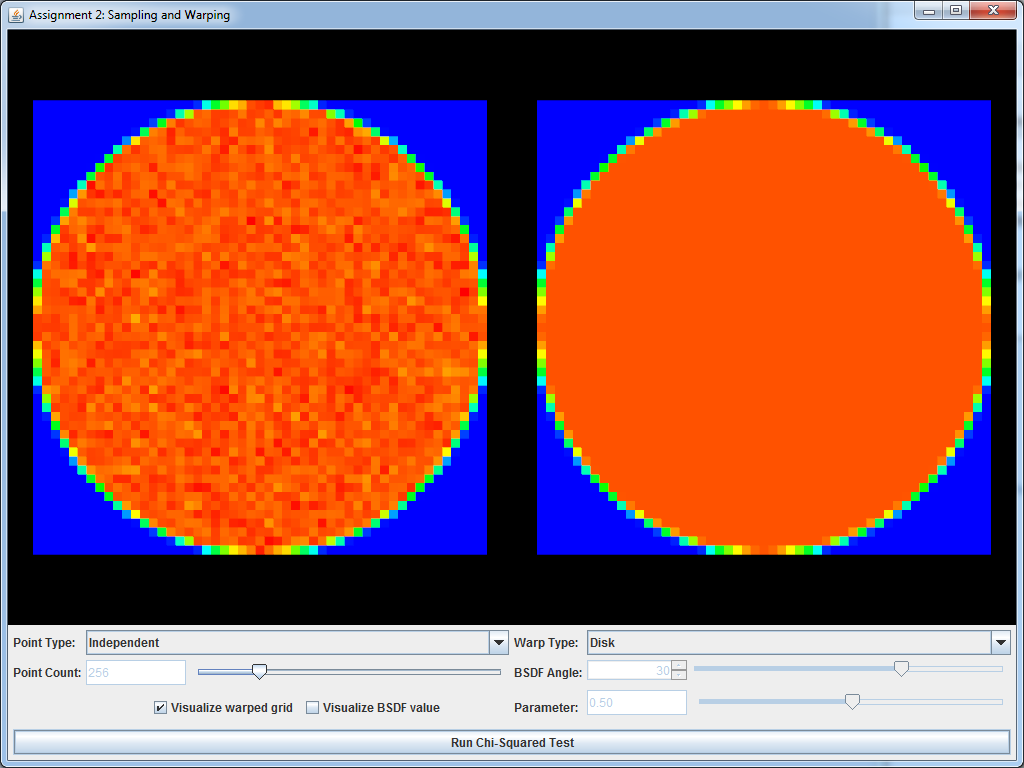 Assignment 2: Sampling and Warping
Point Type: Independent Warp Type: Disk
Point Count: 256 BSDF Angle: 30
Visualize warped grid Visualize BSDF value Parameter: 0.50
Run Chi-Squared Test